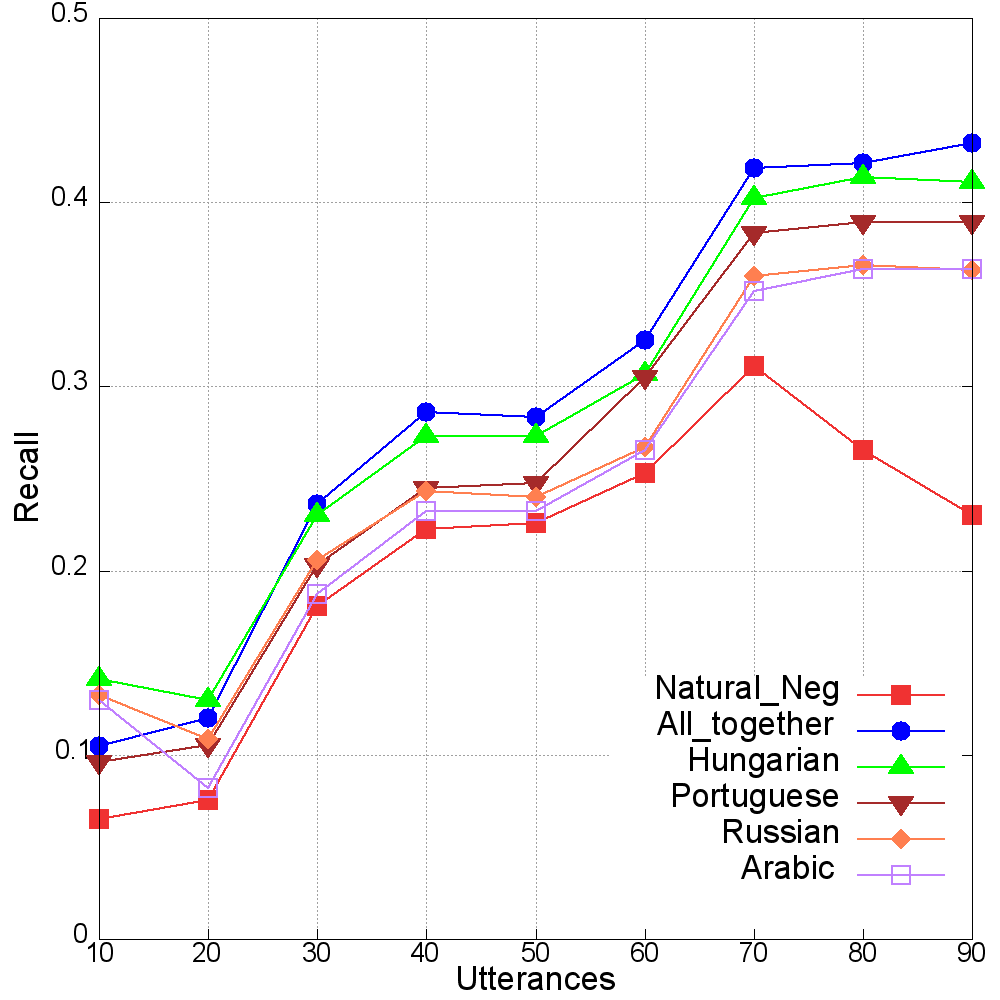 0.5
0.4
0.3
0.2
0.1
0
Recall
10 20 30 40 50 60 70 80 90
Utterances
Natural_Neg
All_together
Hungarian
Portuguese
Russian
Arabic